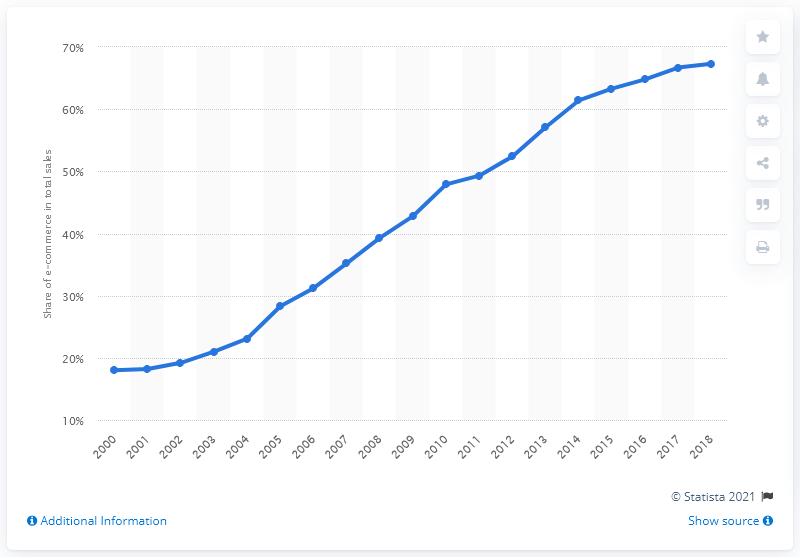 70%
60%
50%
40%
30%
20%
10%
Share of e-commerce in total sales
2000 2001 2002 2003 2004 2005 2006 2007 2008 2009 2010 2011 2012 2013 2014 2015 2016 2017 2018
© Statista 2021
Additional Information
Show source